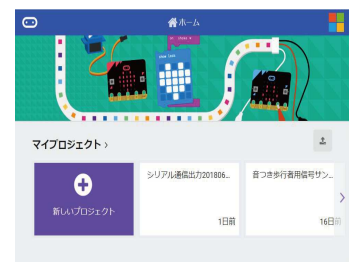 ホーム
マイプロジェクト
新しいプロジェクト
シリアル通信出力201806...
1日前
音つき歩行者用信号サン...
16日前